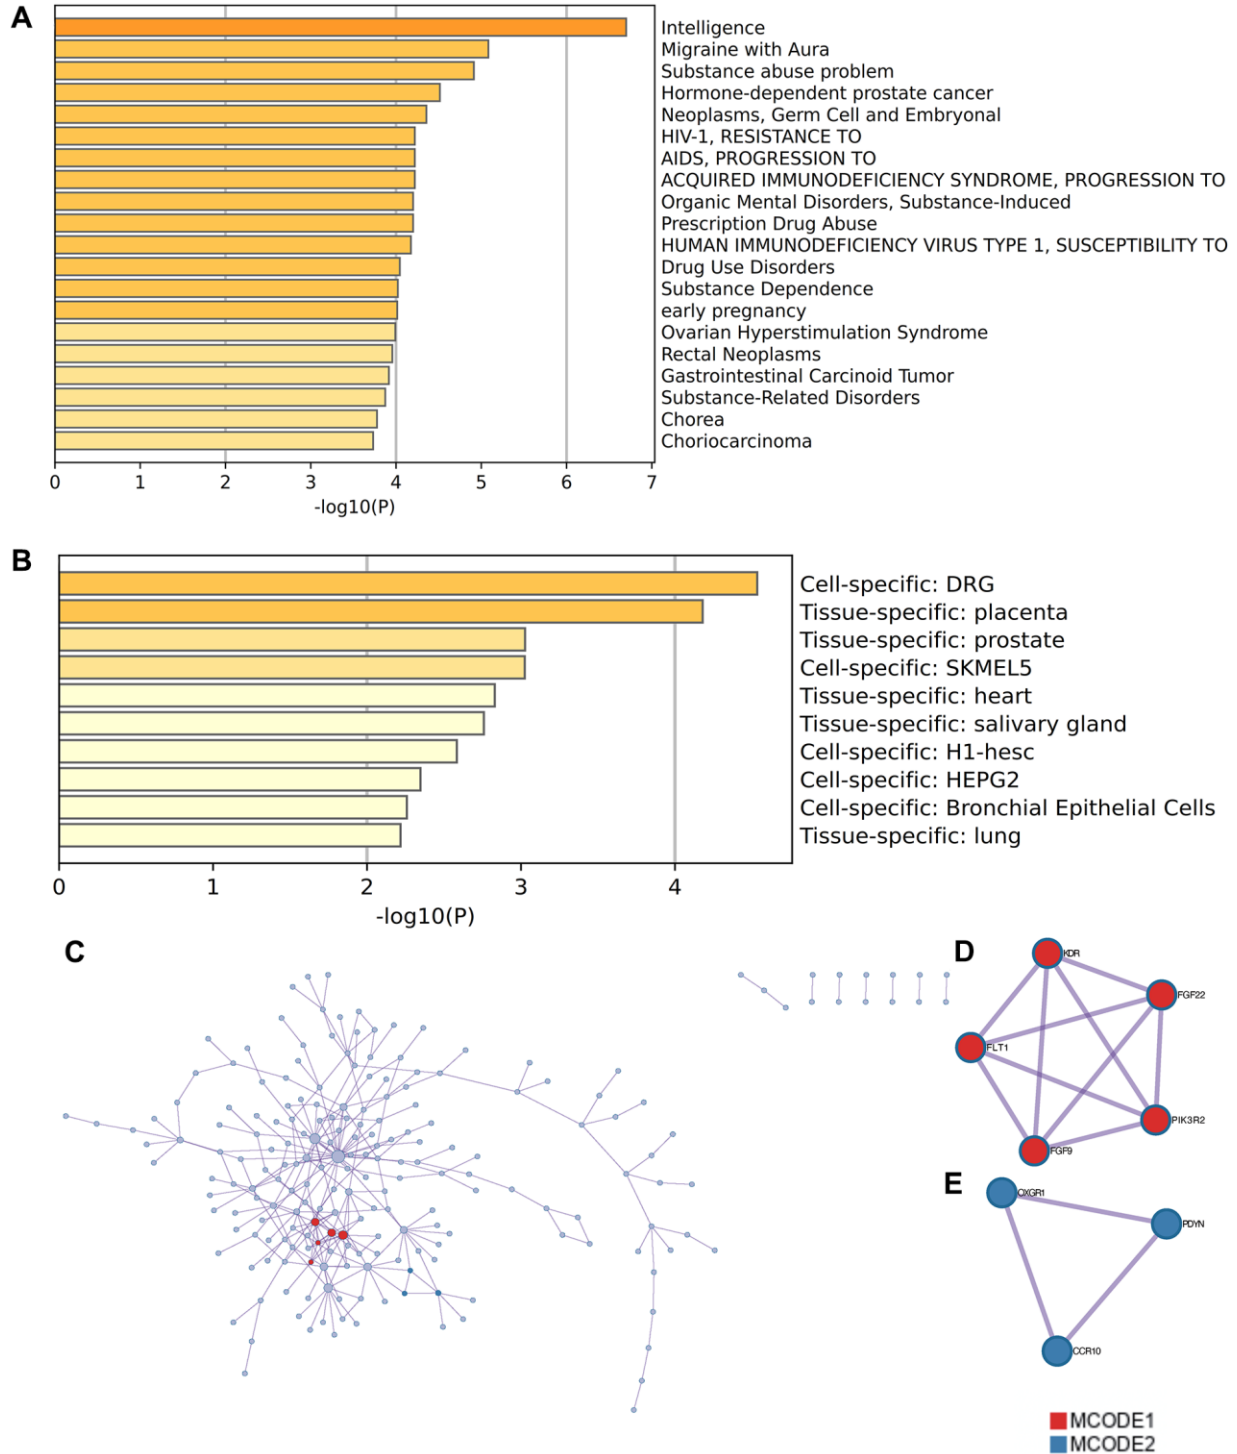 A
Intelligence
Migraine with Aura
Substance abuse problem
Hormone-dependent prostate cancer
Neoplasms, Germ Cell and Embryonal
HIV-1, RESISTANCE TO
AIDS, PROGRESSION TO
ACQUIRED IMMUNODEFICIENCY SYNDROME, PROGRESSION TO
Organic Mental Disorders, Substance-Induced
Prescription Drug Abuse
HUMAN IMMUNODEFICIENCY VIRUS TYPE 1, SUSCEPTIBILITY TO
Drug Use Disorders
Substance Dependence
early pregnancy
Ovarian Hyperstimulation Syndrome
Rectal Neoplasms
Gastrointestinal Carcinoid Tumor
Substance-Related Disorders
Chorea
Choriocarcinoma
0 1 2 3 4 5 6 7
-log10(P)
B
Cell-specific: DRG
Tissue-specific: placenta
Tissue-specific: prostate
Cell-specific: SKMEL5
Tissue-specific: heart
Tissue-specific: salivary gland
Cell-specific: H1-hesc
Cell-specific: HEPG2
Cell-specific: Bronchial Epithelial Cells
Tissue-specific: lung
0 1 2 3 4
-log10(P)
C
D
KDR
FGF22
FLT1
PIK3R2
FGF9
E
OXGR1
PDYN
CCR10
MCODE1
MCODE2